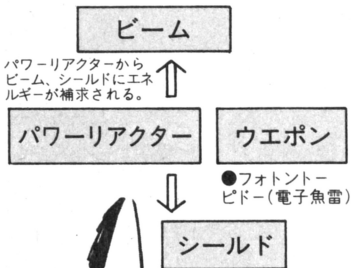 ビーム
パワーリアクターから
ビーム、シールドにエネ
ルギーが補求される。
パワーリアクター
ウエポン
●フォトントー
ピドー(電子魚雷)
シールド